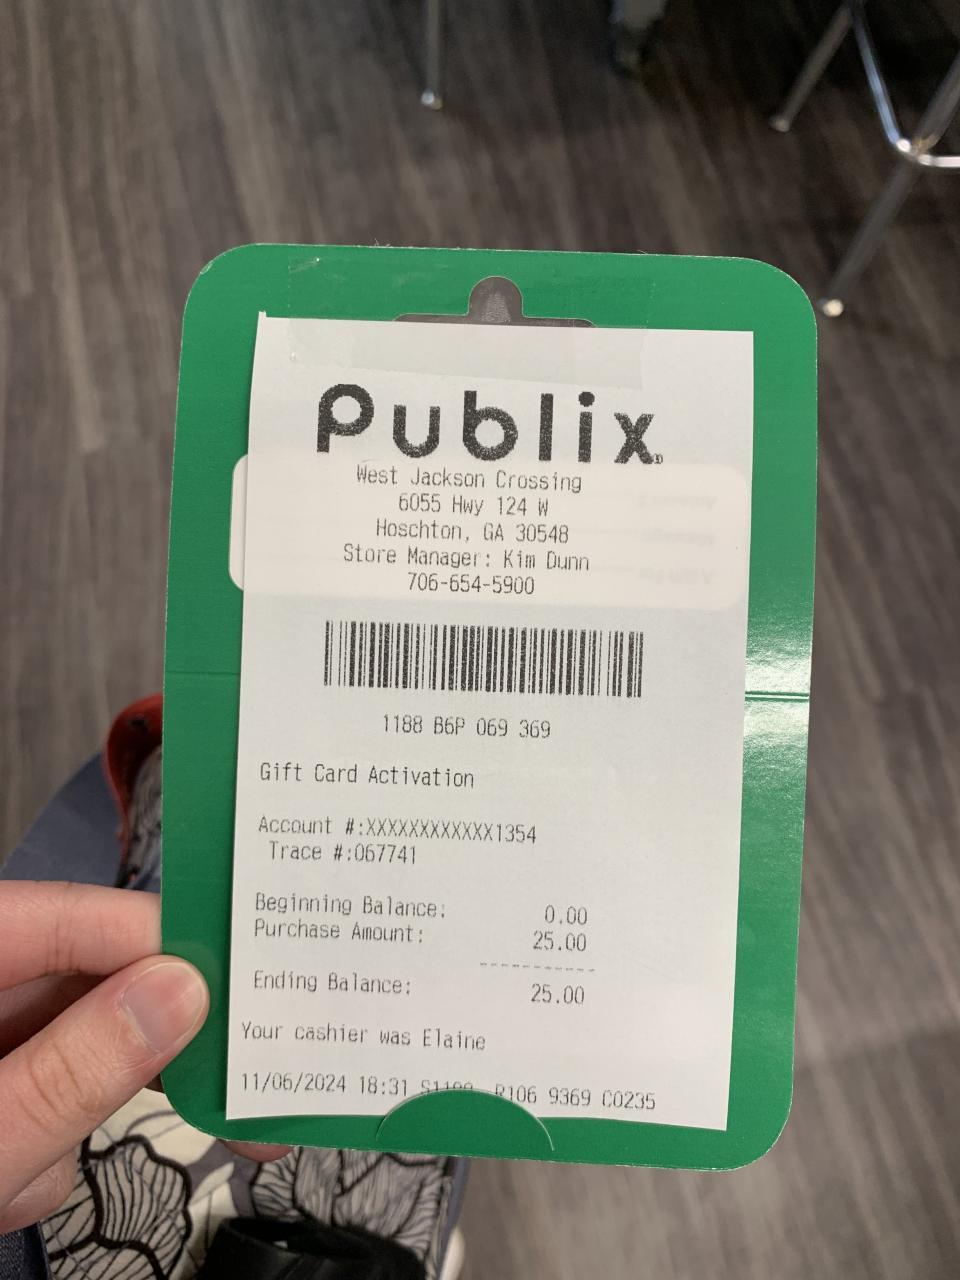 Publix
West Jackson Crossing
6055 Hwy 124 W
Hoschton, GA 30548
Store Manager: Kim Dunn
706-654-5900
1188 B6P 069 369
Gift Card Activation
Account #:XXXXXXXXXXXX1354
Trace #:067741
Beginning Balance: 0.00
Purchase Amount: 25.00
-----------
Ending Balance: 25.00
Your cashier was Elaine
11/06/2024 18:31 R106 9369 C0235